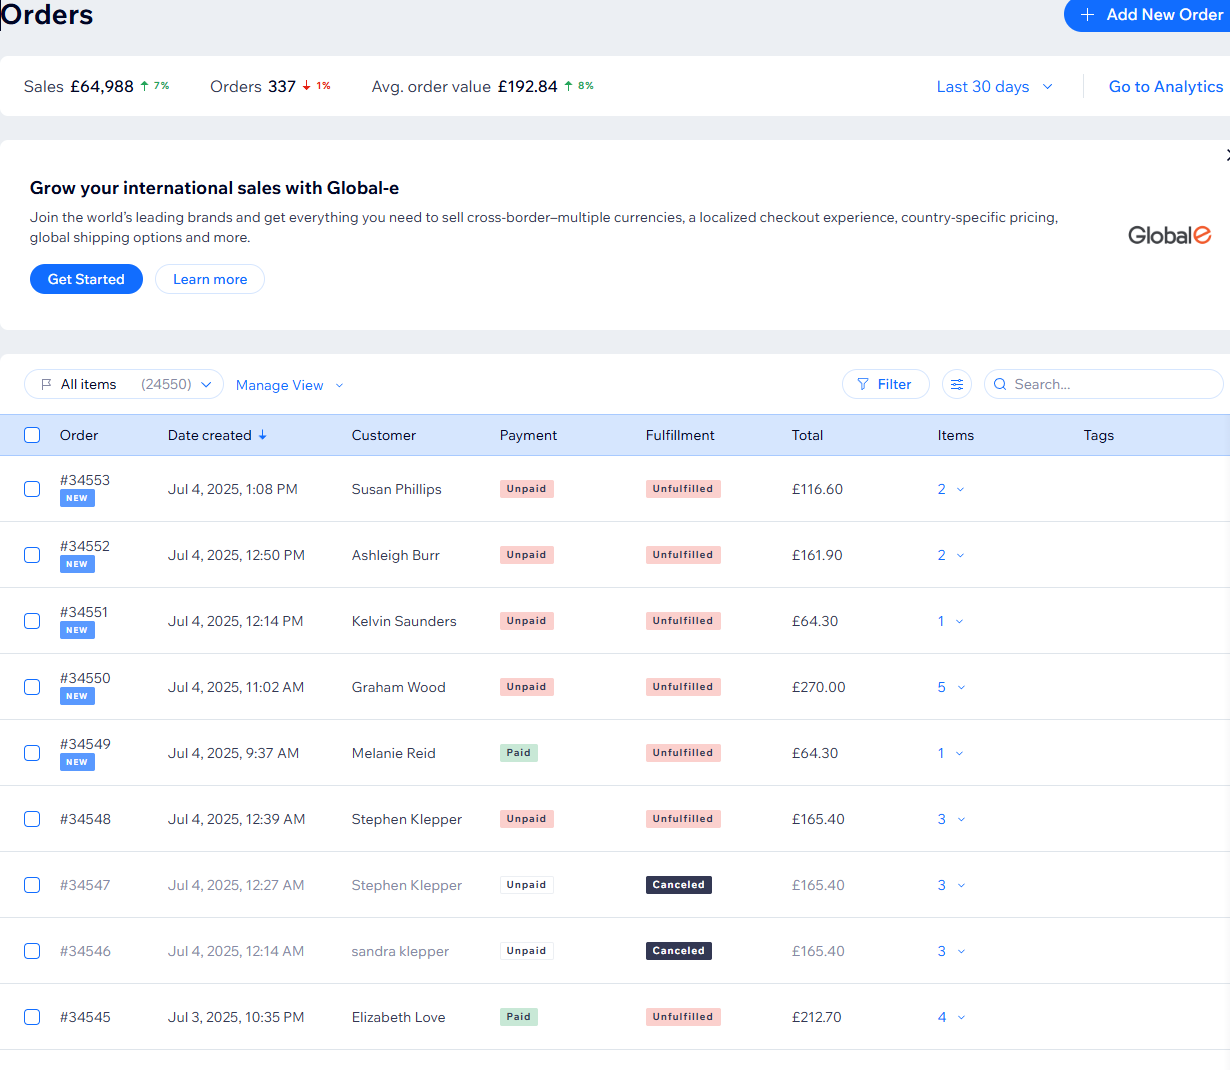 Orders
Add New Order
Sales £64,988 7% Orders 337 1% Avg. order value £192.84 8% Last 30 days Go to Analytics
Grow your international sales with Global-e
Join the world's leading brands and get everything you need to sell cross-border–multiple currencies, a localized checkout experience, country-specific pricing,
global shipping options and more.
Globale
Get Started Learn more
All items (24550) Manage View Filter Search...
Order Date created Customer Payment Fulfillment Total Items Tags
#34553 NEW Jul 4, 2025, 1:08 PM Susan Phillips Unpaid Unfulfilled £116.60 2
#34552 NEW Jul 4, 2025, 12:50 PM Ashleigh Burr Unpaid Unfulfilled £161.90 2
#34551 NEW Jul 4, 2025, 12:14 PM Kelvin Saunders Unpaid Unfulfilled £64.30 1
#34550 NEW Jul 4, 2025, 11:02 AM Graham Wood Unpaid Unfulfilled £270.00 5
#34549 NEW Jul 4, 2025, 9:37 AM Melanie Reid Paid Unfulfilled £64.30 1
#34548 Jul 4, 2025, 12:39 AM Stephen Klepper Unpaid Unfulfilled £165.40 3
#34547 Jul 4, 2025, 12:27 AM Stephen Klepper Unpaid Canceled £165.40 3
#34546 Jul 4, 2025, 12:14 AM sandra klepper Unpaid Canceled £165.40 3
#34545 Jul 3, 2025, 10:35 PM Elizabeth Love Paid Unfulfilled £212.70 4